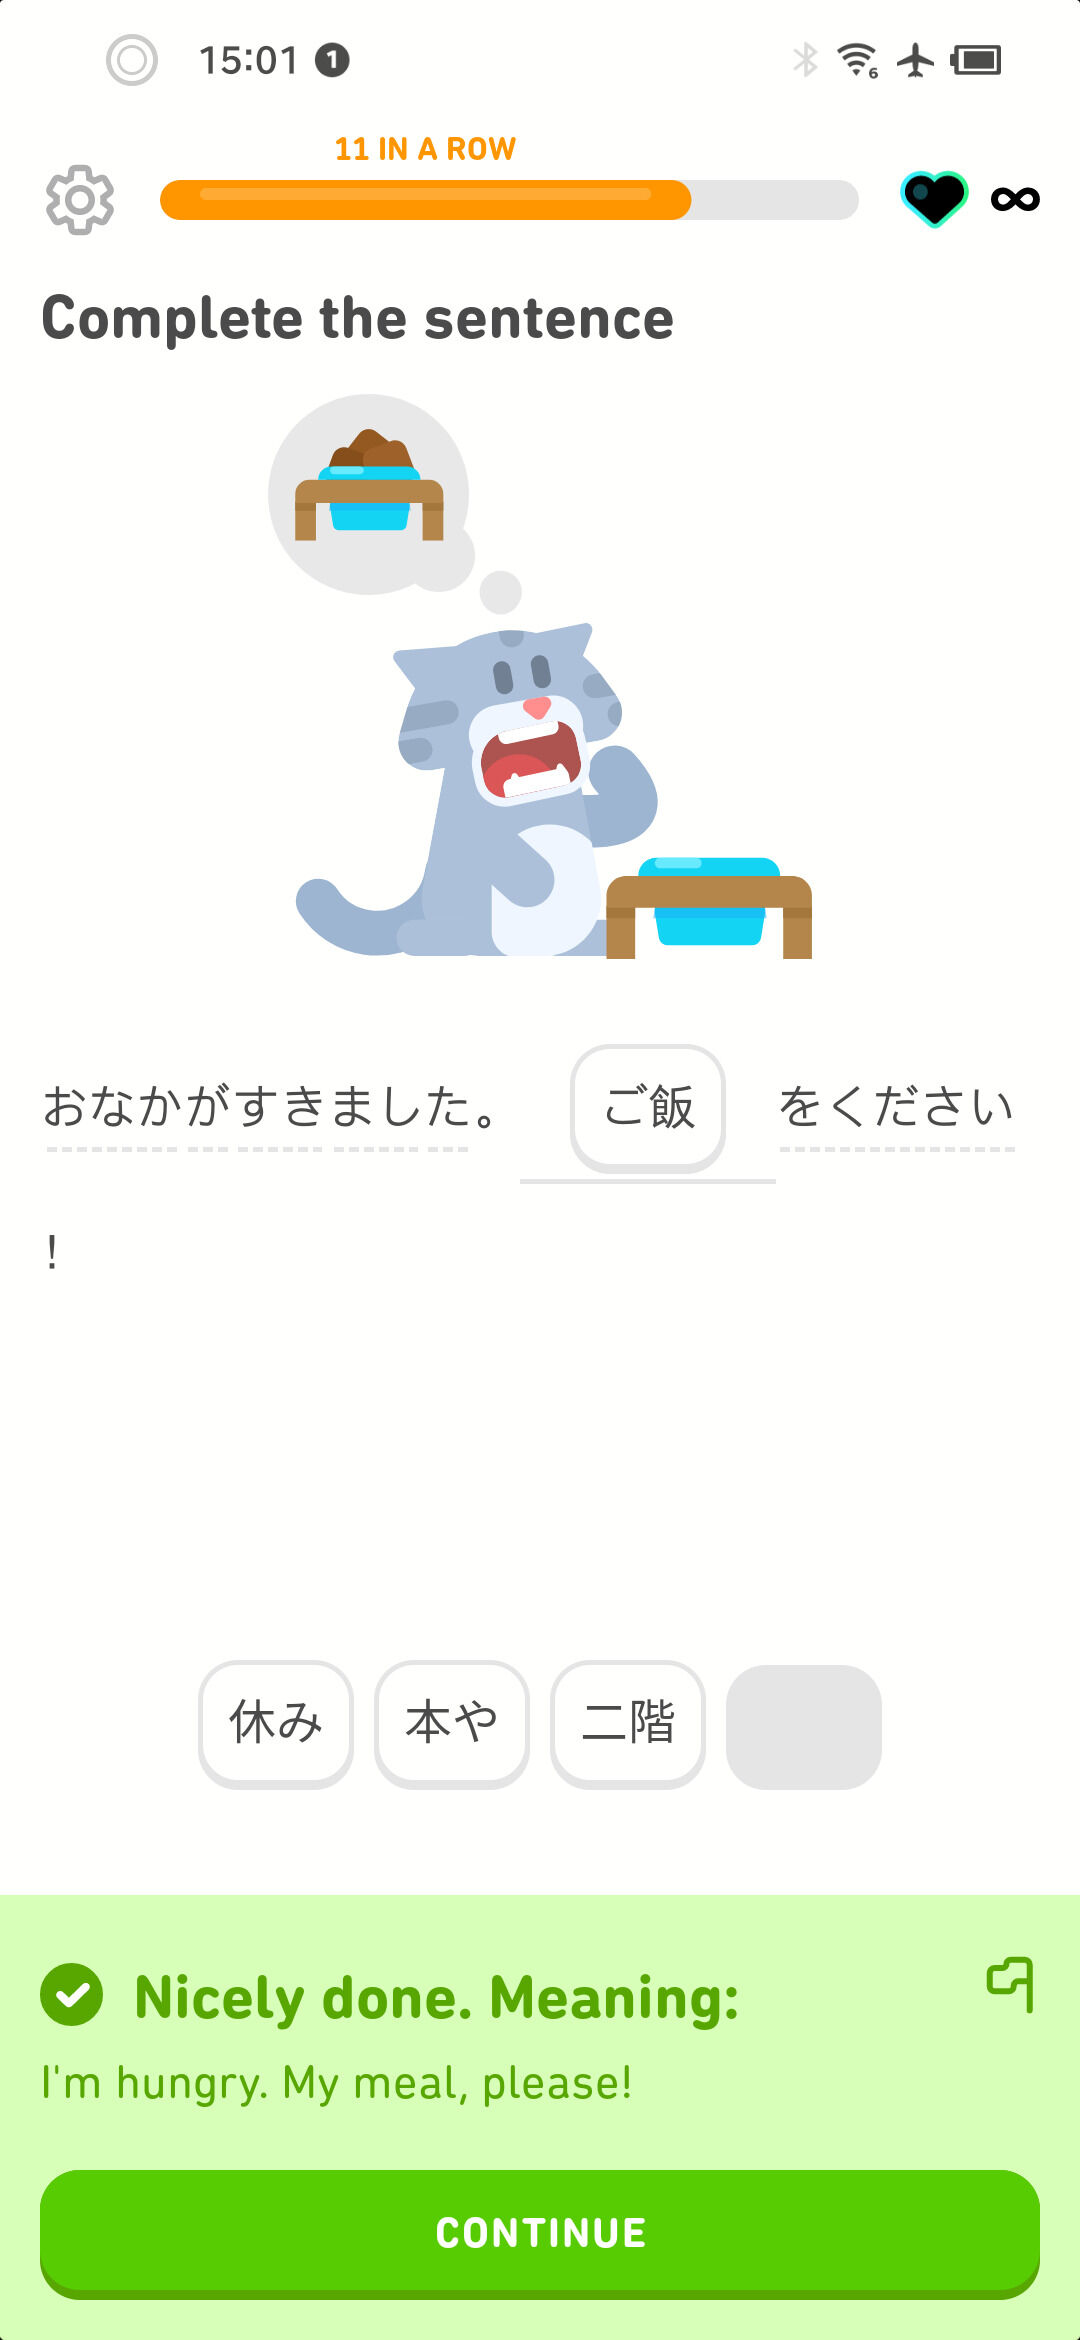 15:01 1
6
11 IN A ROW
Complete the sentence
おなかがすきました。 ご飯 をください
！
休み 本や 二階
Nicely done. Meaning:
I'm hungry. My meal, please!
CONTINUE